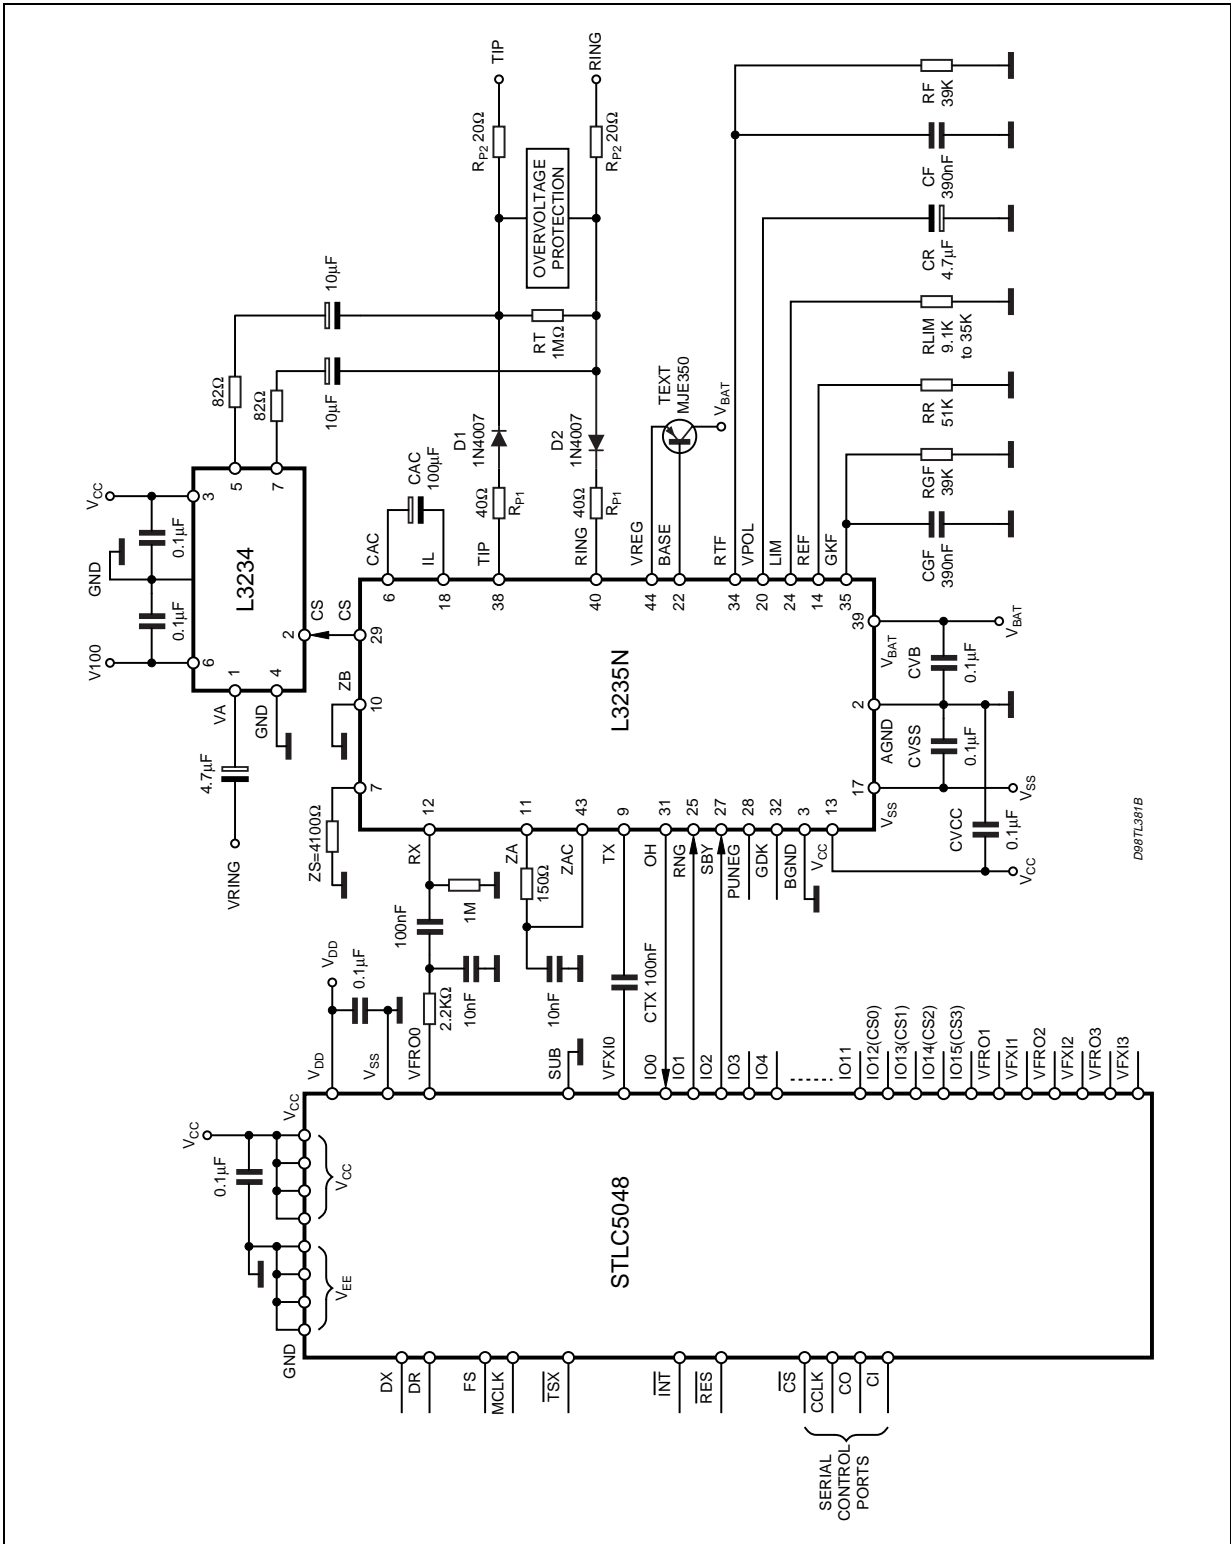 SERIAL
CONTROL
PORTS
DX
DR
FS
MCLK
TSX
INT
RES
CS
CCLK
CO
CI
GND
STLC5048
VEE
VCC
0.1µF
VCC
VCC
VDD
VSS
VFRO0
SUB
VFXI0
IO0
IO1
IO2
IO3
IO4
IO11
IO12(CS0)
IO13(CS1)
IO14(CS2)
IO15(CS3)
VFRO1
VFXI1
VFRO2
VFXI2
VFRO3
VFXI3
VDD
0.1µF
2.2KΩ
10nF
100nF
1M
10nF
150Ω
CTX 100nF
VRING
4.7µF
ZS=4100Ω
RX
12
ZA
11
ZAC
43
TX
9
OH
31
RNG
25
SBY
27
PUNEG
28
GDK
32
BGND
3
VCC
13
7
ZB
10
CS
29
L3235N
VSS
17
AGND
2
VBAT
39
CVCC
0.1µF
VCC
CVSS
0.1µF
VSS
CVB
0.1µF
VBAT
VA
1
GND
4
CS
2
V100
6
0.1µF
GND
0.1µF
VCC
3
L3234
5
7
82Ω
82Ω
10µF
10µF
CAC
6
IL
18
CAC
100µF
TIP
38
40Ω
RP1
D1
1N4007
RING
40
40Ω
RP1
D2
1N4007
RT
1MΩ
OVERVOLTAGE
PROTECTION
RP2 20Ω
TIP
RP2 20Ω
RING
VREG
44
BASE
22
TEXT
MJE350
VBAT
RTF
34
VPOL
20
LIM
24
REF
14
GKF
35
CGF
390nF
RGF
39K
RR
51K
RLIM
9.1K
to 35K
CR
4.7µF
CF
390nF
RF
39K
D98TL381B